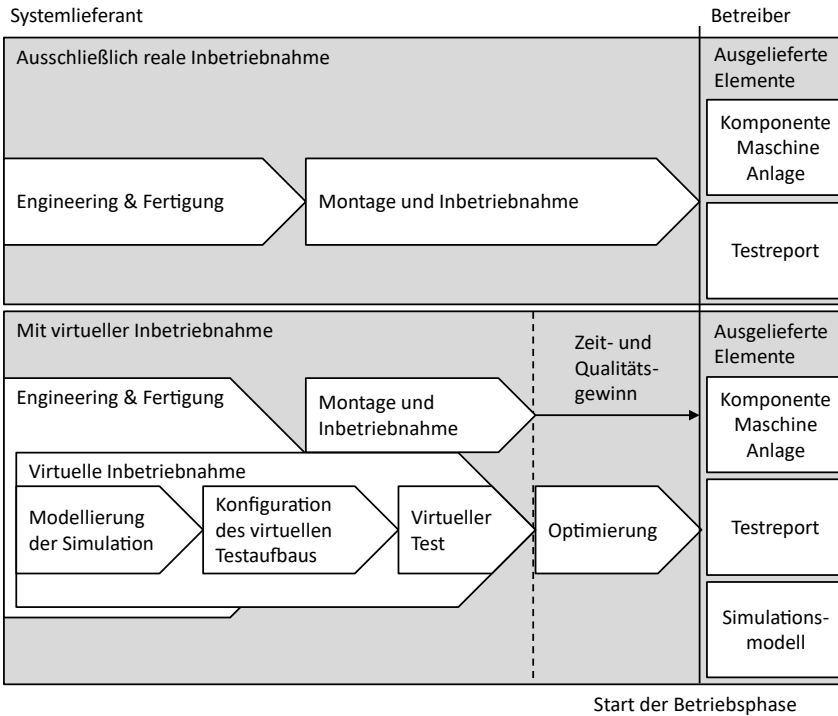 Systemlieferant
Betreiber
Ausschließlich reale Inbetriebnahme
Ausgelieferte
Elemente
Komponente
Maschine
Anlage
Engineering & Fertigung
Montage und Inbetriebnahme
Testreport
Mit virtueller Inbetriebnahme
Zeit- und
Qualitäts-
gewinn
Ausgelieferte
Elemente
Engineering & Fertigung
Montage und
Inbetriebnahme
Komponente
Maschine
Anlage
Virtuelle Inbetriebnahme
Modellierung
der Simulation
Konfiguration
des virtuellen
Testaufbaus
Virtueller
Test
Optimierung
Testreport
Simulations-
modell
Start der Betriebsphase